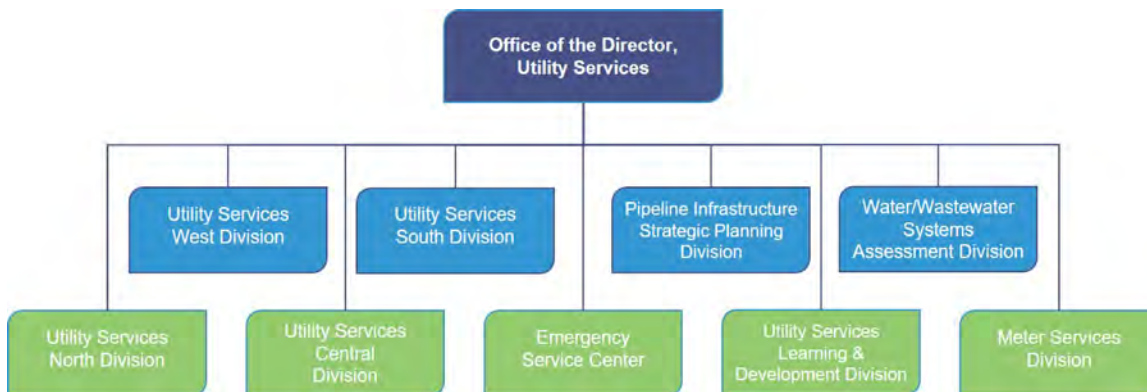 Office of the Director,
Utility Services
Utility Services
West Division
Utility Services
South Division
Pipeline Infrastructure
Strategic Planning
Division
Water/Wastewater
Systems
Assessment Division
Utility Services
North Division
Utility Services
Central
Division
Emergency
Service Center
Utility Services
Learning &
Development Division
Meter Services
Division